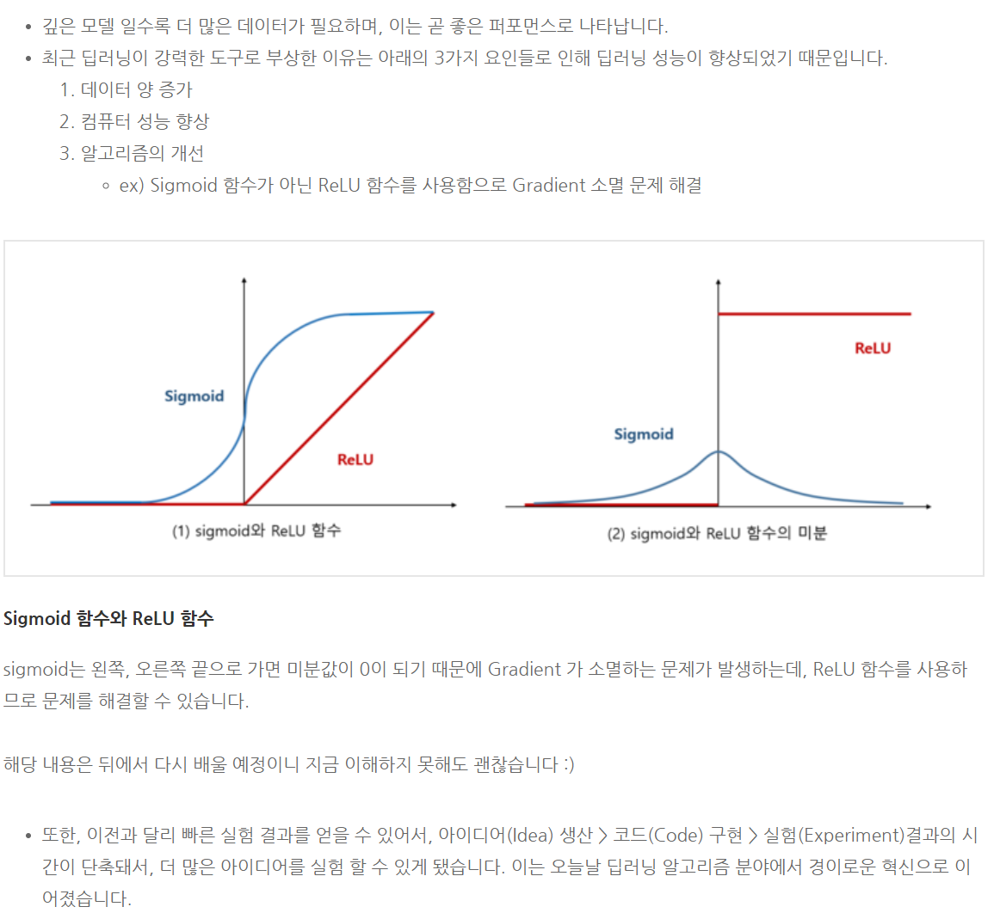 • 깊은 모델 일수록 더 많은 데이터가 필요하며, 이는 곧 좋은 퍼포먼스로 나타납니다.
• 최근 딥러닝이 강력한 도구로 부상한 이유는 아래의 3가지 요인들로 인해 딥러닝 성능이 향상되었기 때문입니다.
1. 데이터 양 증가
2. 컴퓨터 성능 향상
3. 알고리즘의 개선
◦ ex) Sigmoid 함수가 아닌 ReLU 함수를 사용함으로 Gradient 소멸 문제 해결
Sigmoid
ReLU
(1) sigmoid와 ReLU 함수
ReLU
Sigmoid
(2) sigmoid와 ReLU 함수의 미분
Sigmoid 함수와 ReLU 함수
sigmoid는 왼쪽, 오른쪽 끝으로 가면 미분값이 0이 되기 때문에 Gradient 가 소멸하는 문제가 발생하는데, ReLU 함수를 사용하
므로 문제를 해결할 수 있습니다.
해당 내용은 뒤에서 다시 배울 예정이니 지금 이해하지 못해도 괜찮습니다 :)
• 또한, 이전과 달리 빠른 실험 결과를 얻을 수 있어서, 아이디어(Idea) 생산 > 코드(Code) 구현 > 실험(Experiment)결과의 시
간이 단축돼서, 더 많은 아이디어를 실험 할 수 있게 됐습니다. 이는 오늘날 딥러닝 알고리즘 분야에서 경이로운 혁신으로 이
어졌습니다.